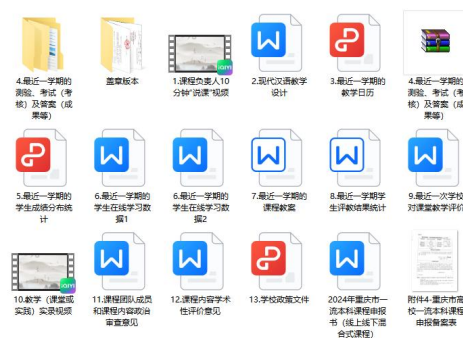 4.最近一学期的
测验、考试（考
核）及答案（成
果等）
盖章版本
1.课程负责人10
分钟“说课”视频
2.现代汉语教学
设计
3.最近一学期的
教学日历
4.最近一学期的
测验、考试（考
核）及答案（成
果等）
5.最近一学期的
学生成绩分布统
计
6.最近一学期的
学生在线学习数
据1
6.最近一学期的
学生在线学习数
据2
7.最近一学期的
课程教案
8.最近一学期学
生评教结果统计
9.最近一次学校
对课堂教学评价
10.教学（课堂或
实践）实录视频
11.课程团队成员
和课程内容政治
审查意见
12.课程内容学术
性评价意见
13.学校政策文件
2024年重庆市一
流本科课程申报
书（线上线下混
合式课程）
附件4-重庆市高
校一流本科课程
申报备案表